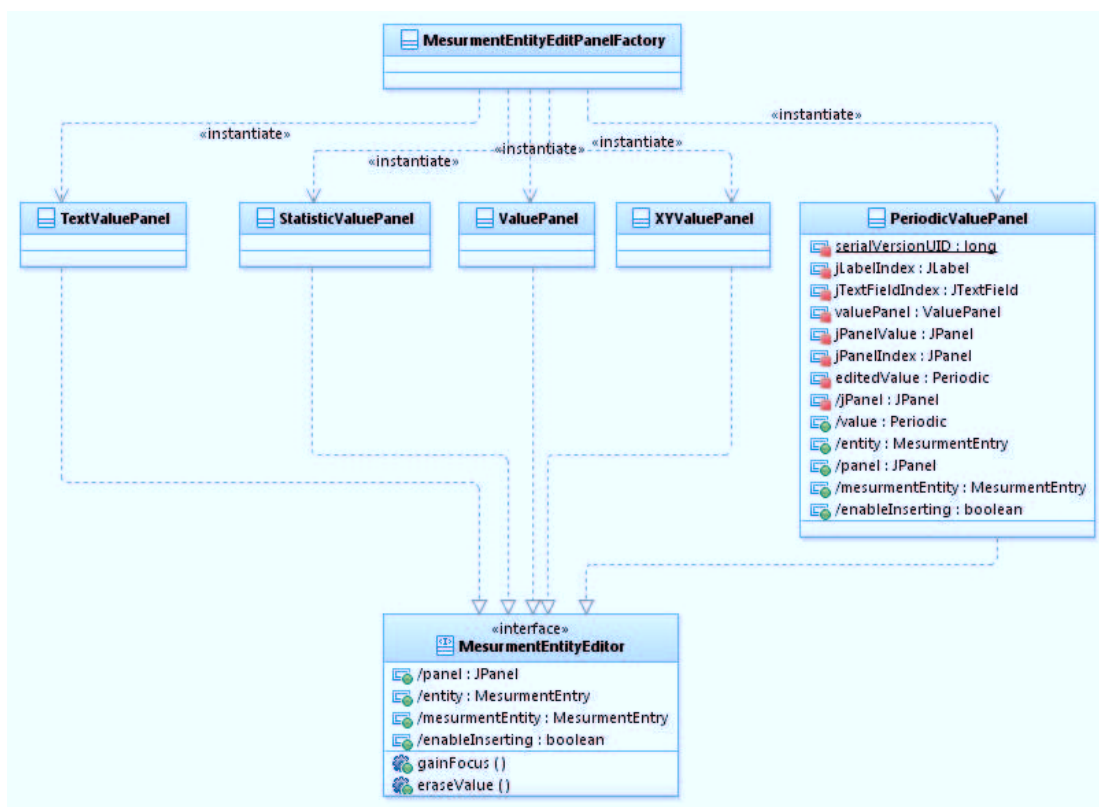 MesurmentEntityEditPanelFactory
«instantiate»
«instantiate»
«instantiate»
«instantiate»
«instantiate»
TextValuePanel
StatisticValuePanel
ValuePanel
XYValuePanel
PeriodicValuePanel
serialVersionUID : long
jLabelIndex : JLabel
jTextFieldIndex : JTextField
valuePanel : ValuePanel
jPanelValue : JPanel
jPanelIndex : JPanel
editedValue : Periodic
/jPanel : JPanel
/value : Periodic
/entity : MesurmentEntry
/panel : JPanel
/mesurmentEntity : MesurmentEntry
/enableInserting : boolean
«interface»
MesurmentEntityEditor
/panel : JPanel
/entity : MesurmentEntry
/mesurmentEntity : MesurmentEntry
/enableInserting : boolean
gainFocus ()
eraseValue ()